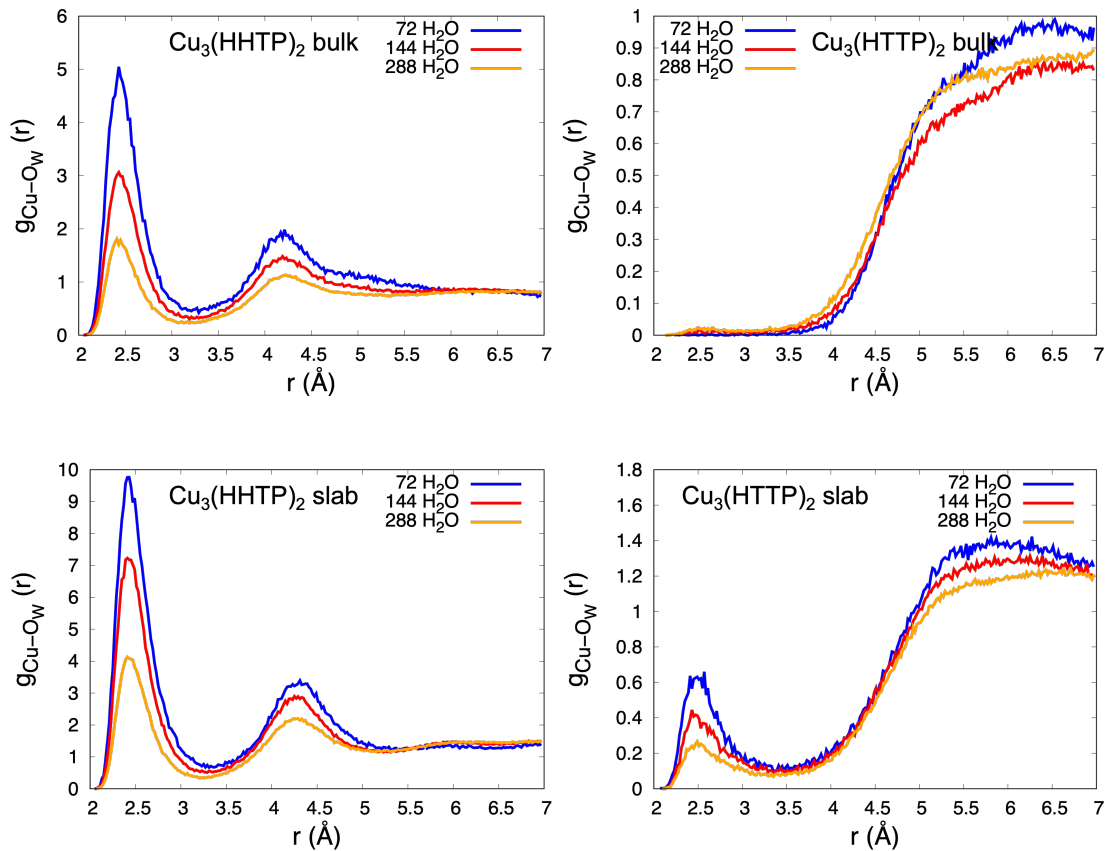 Cu3(HHTP)2 bulk
72 H2O
144 H2O
288 H2O
gCu−OW (r)
6
5
4
3
2
1
0
2 2.5 3 3.5 4 4.5 5 5.5 6 6.5 7
r (Å)
Cu3(HTTP)2 bulk
72 H2O
144 H2O
288 H2O
gCu−OW (r)
1
0.9
0.8
0.7
0.6
0.5
0.4
0.3
0.2
0.1
0
2 2.5 3 3.5 4 4.5 5 5.5 6 6.5 7
r (Å)
Cu3(HHTP)2 slab
72 H2O
144 H2O
288 H2O
gCu−OW (r)
10
9
8
7
6
5
4
3
2
1
0
2 2.5 3 3.5 4 4.5 5 5.5 6 6.5 7
r (Å)
Cu3(HTTP)2 slab
72 H2O
144 H2O
288 H2O
gCu−OW (r)
1.8
1.6
1.4
1.2
1
0.8
0.6
0.4
0.2
0
2 2.5 3 3.5 4 4.5 5 5.5 6 6.5 7
r (Å)